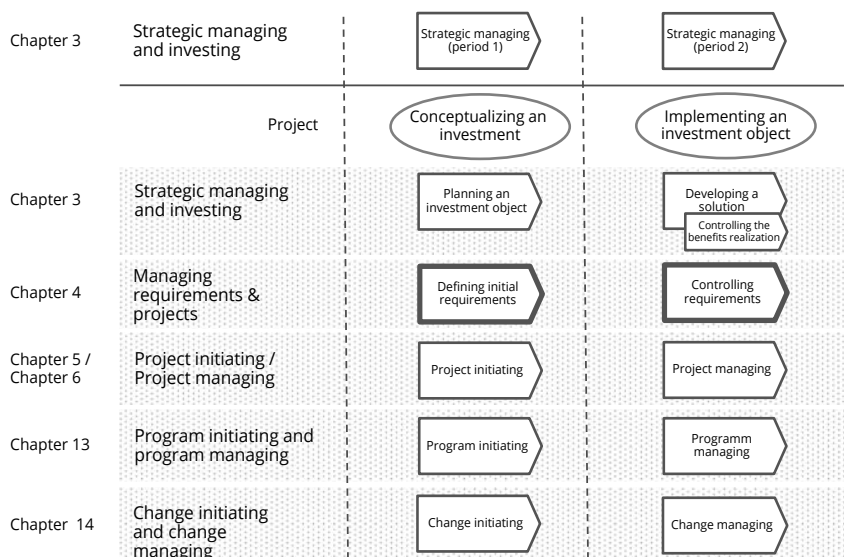 Chapter 3
Strategic managing
and investing
Strategic managing
(period 1)
Strategic managing
(period 2)
Project
Conceptualizing an
investment
Implementing an
investment object
Chapter 3
Strategic managing
and investing
Planning an
investment object
Developing a
solution
Controlling the
benefits realization
Chapter 4
Managing
requirements &
projects
Defining initial
requirements
Controlling
requirements
Chapter 5 /
Chapter 6
Project initiating /
Project managing
Project initiating
Project managing
Chapter 13
Program initiating and
program managing
Program initiating
Programm
managing
Chapter 14
Change initiating
and change
managing
Change initiating
Change managing